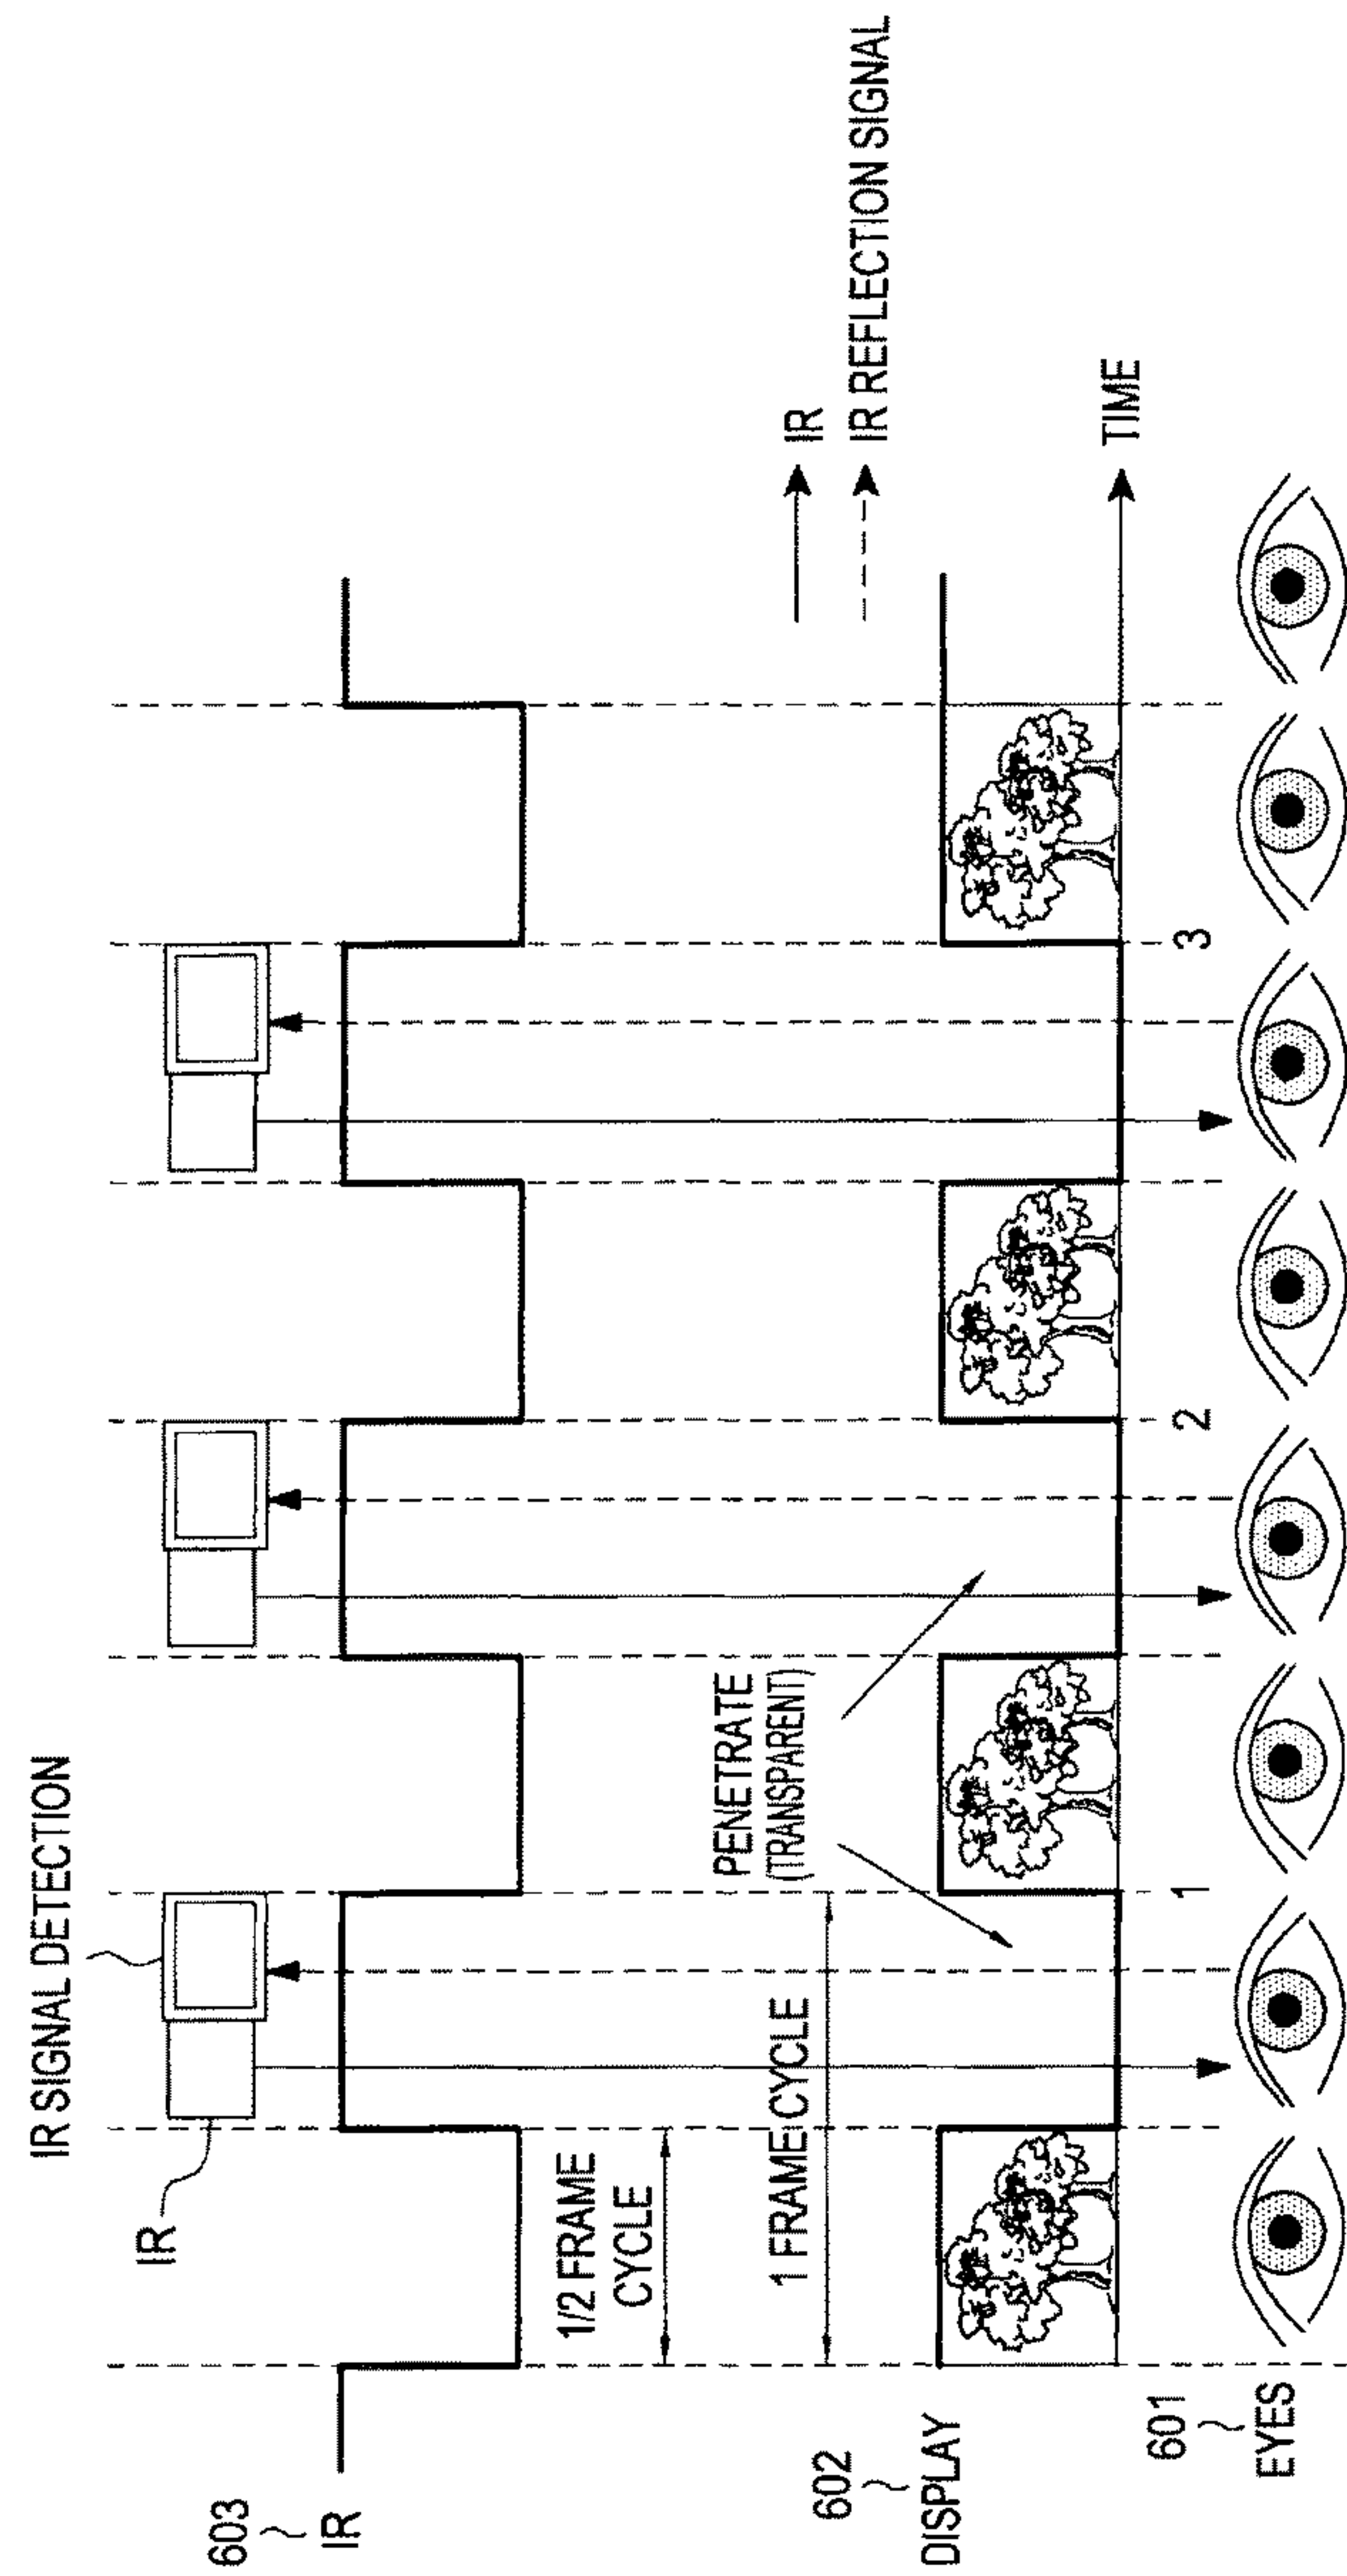 IR SIGNAL DETECTION
IR
603
IR
1/2 FRAME
CYCLE
1 FRAME CYCLE
PENETRATE
(TRANSPARENT)
IR
IR REFLECTION SIGNAL
602
DISPLAY
TIME
1
2
3
601
EYES